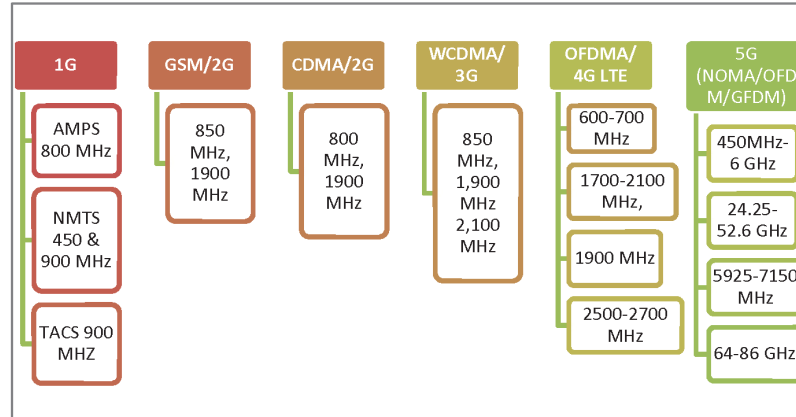 1G
AMPS
800 MHz
NMTS
450 &
900 MHz
TACS 900
MHZ
GSM/2G
850
MHz,
1900
MHz
CDMA/2G
800
MHz,
1900
MHz
WCDMA/
3G
850
MHz,
1,900
MHz
2,100
MHz
OFDMA/
4G LTE
600-700
MHz
1700-2100
MHz,
1900 MHz
2500-2700
MHz
5G
(NOMA/OFD
M/GFDM)
450MHz-
6 GHz
24.25-
52.6 GHz
5925-7150
MHz
64-86 GHz